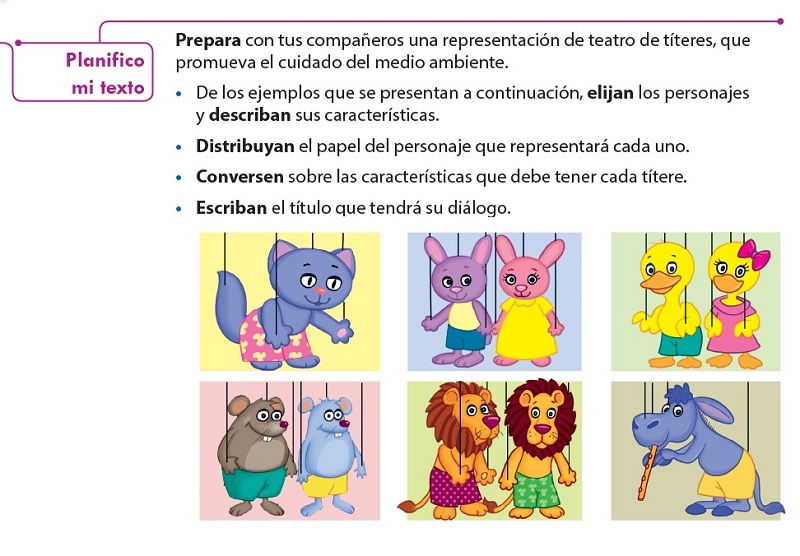 Planifico
mi texto
Prepara con tus compañeros una representación de teatro de títeres, que
promueva el cuidado del medio ambiente.
• De los ejemplos que se presentan a continuación, elijan los personajes
y describan sus características.
• Distribuyan el papel del personaje que representará cada uno.
• Conversen sobre las características que debe tener cada títere.
• Escriban el título que tendrá su diálogo.